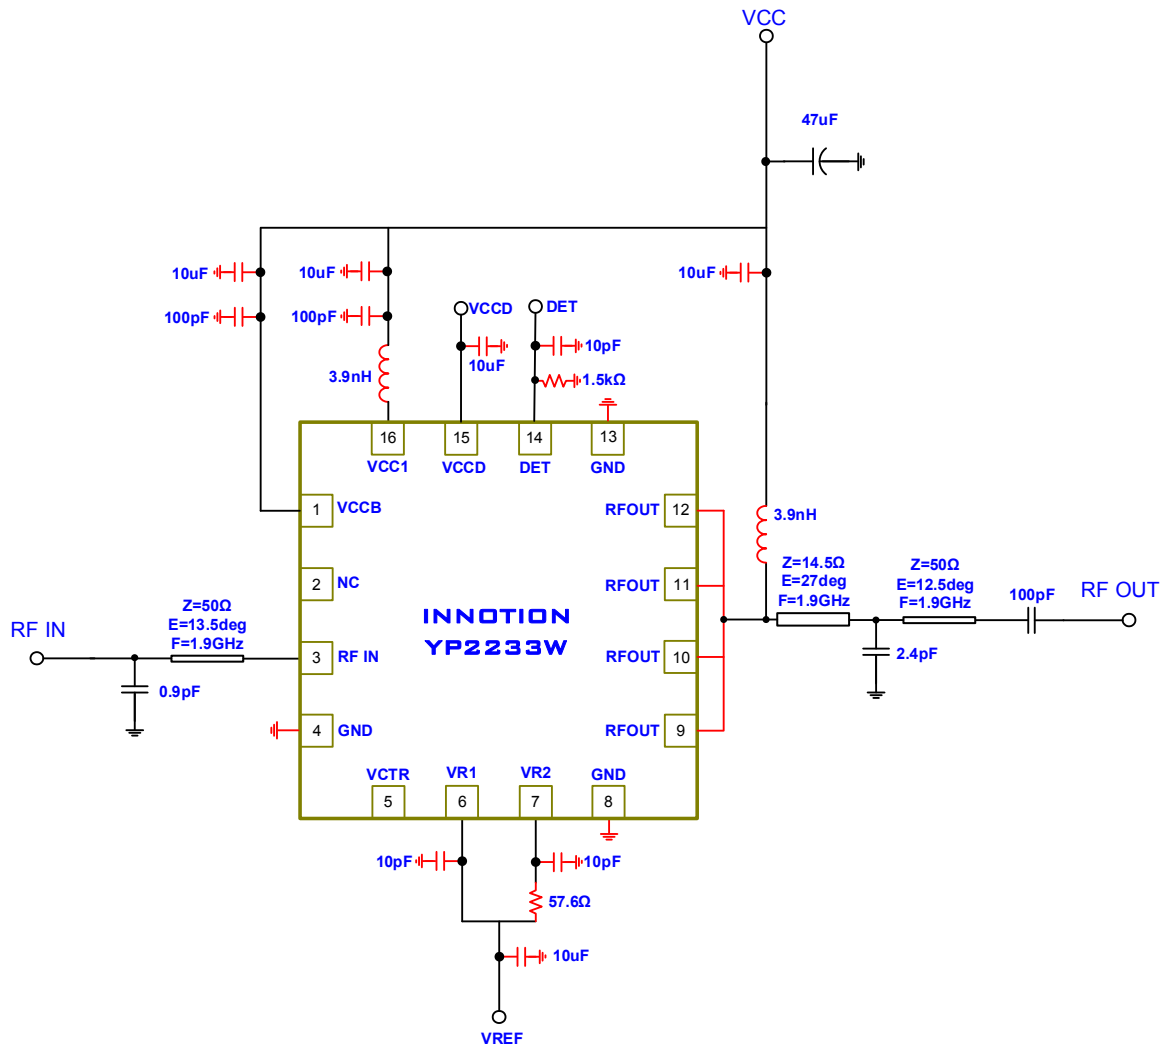 VCC
47uF
10uF
10uF
10uF
100pF
100pF
VCCD
DET
10uF
10pF
3.9nH
1.5kΩ
16
15
14
13
VCC1
VCCD
DET
GND
1
VCCB
RFOUT
12
3.9nH
2
NC
RFOUT
11
Z=14.5Ω
E=27deg
F=1.9GHz
Z=50Ω
E=12.5deg
F=1.9GHz
100pF
RF OUT
INNOTION
YP2233W
RF IN
Z=50Ω
E=13.5deg
F=1.9GHz
3
RF IN
RFOUT
10
2.4pF
0.9pF
4
GND
RFOUT
9
VCTR
VR1
VR2
GND
5
6
7
8
10pF
10pF
57.6Ω
10uF
VREF